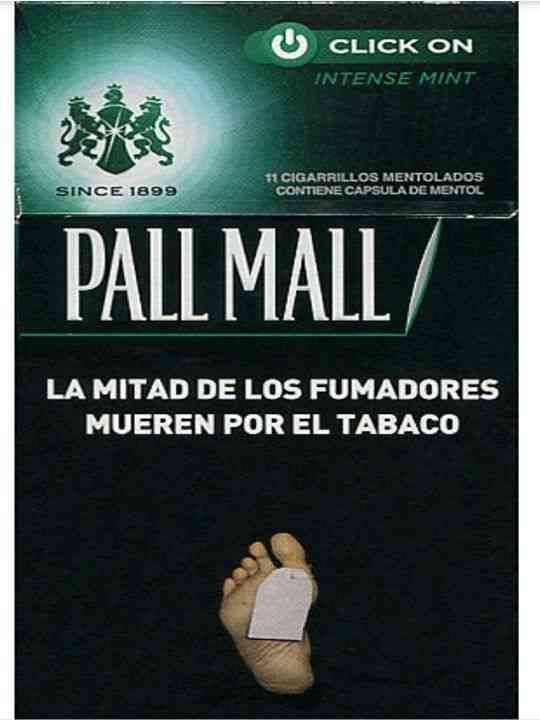 CLICK ON
INTENSE MINT
SINCE 1899
11 CIGARRILLOS MENTOLADOS
CONTIENE CAPSULA DE MENTOL
PALL MALL
LA MITAD DE LOS FUMADORES
MUEREN POR EL TABACO